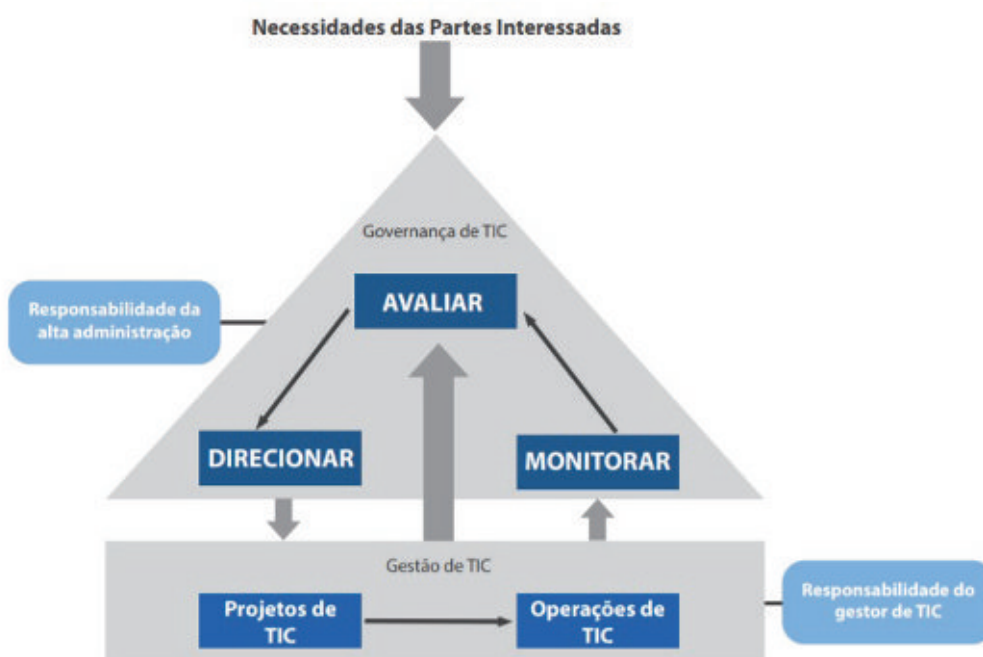 Necessidades das Partes Interessadas
Governança de TIC
AVALIAR
Responsabilidade da
alta administração
DIRECIONAR
MONITORAR
Gestão de TIC
Projetos de
TIC
Operações de
TIC
Responsabilidade do
gestor de TIC